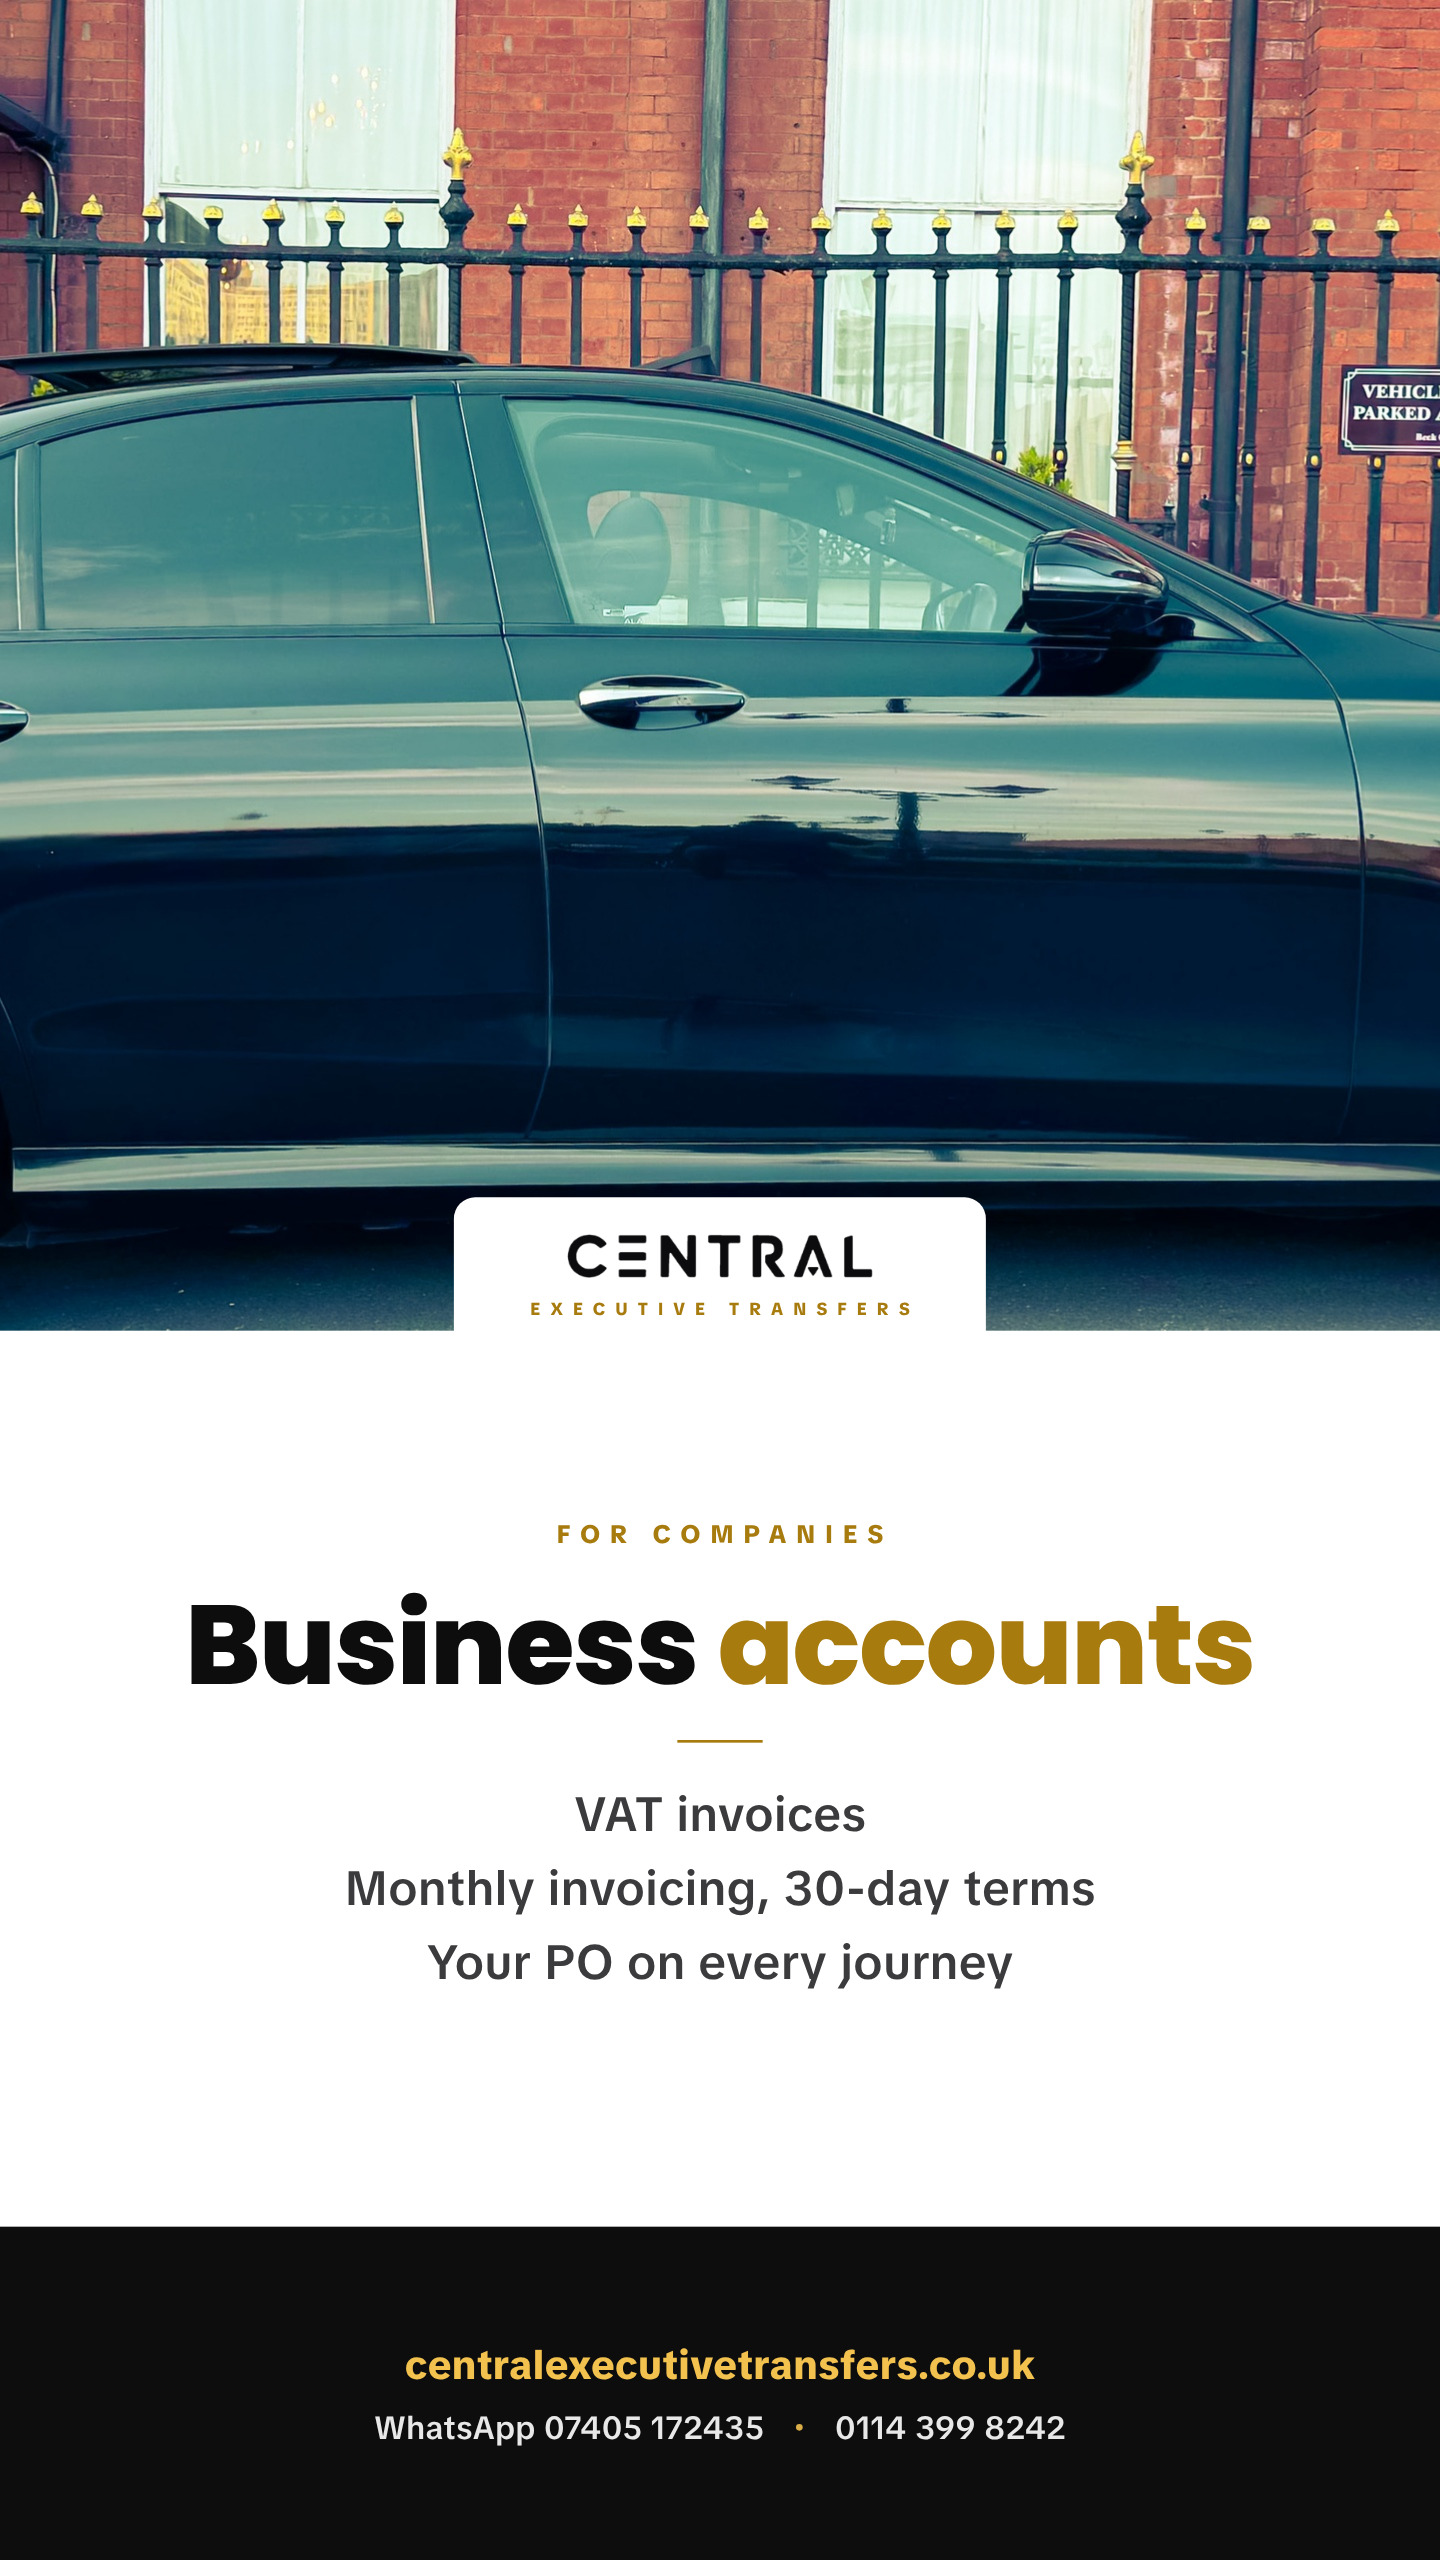 VEHICL
PARKED A
CENTRAL
EXECUTIVE TRANSFERS
FOR COMPANIES
Business accounts
VAT invoices
Monthly invoicing, 30-day terms
Your PO on every journey
centralexecutivetransfers.co.uk
WhatsApp 07405 172435 • 0114 399 8242